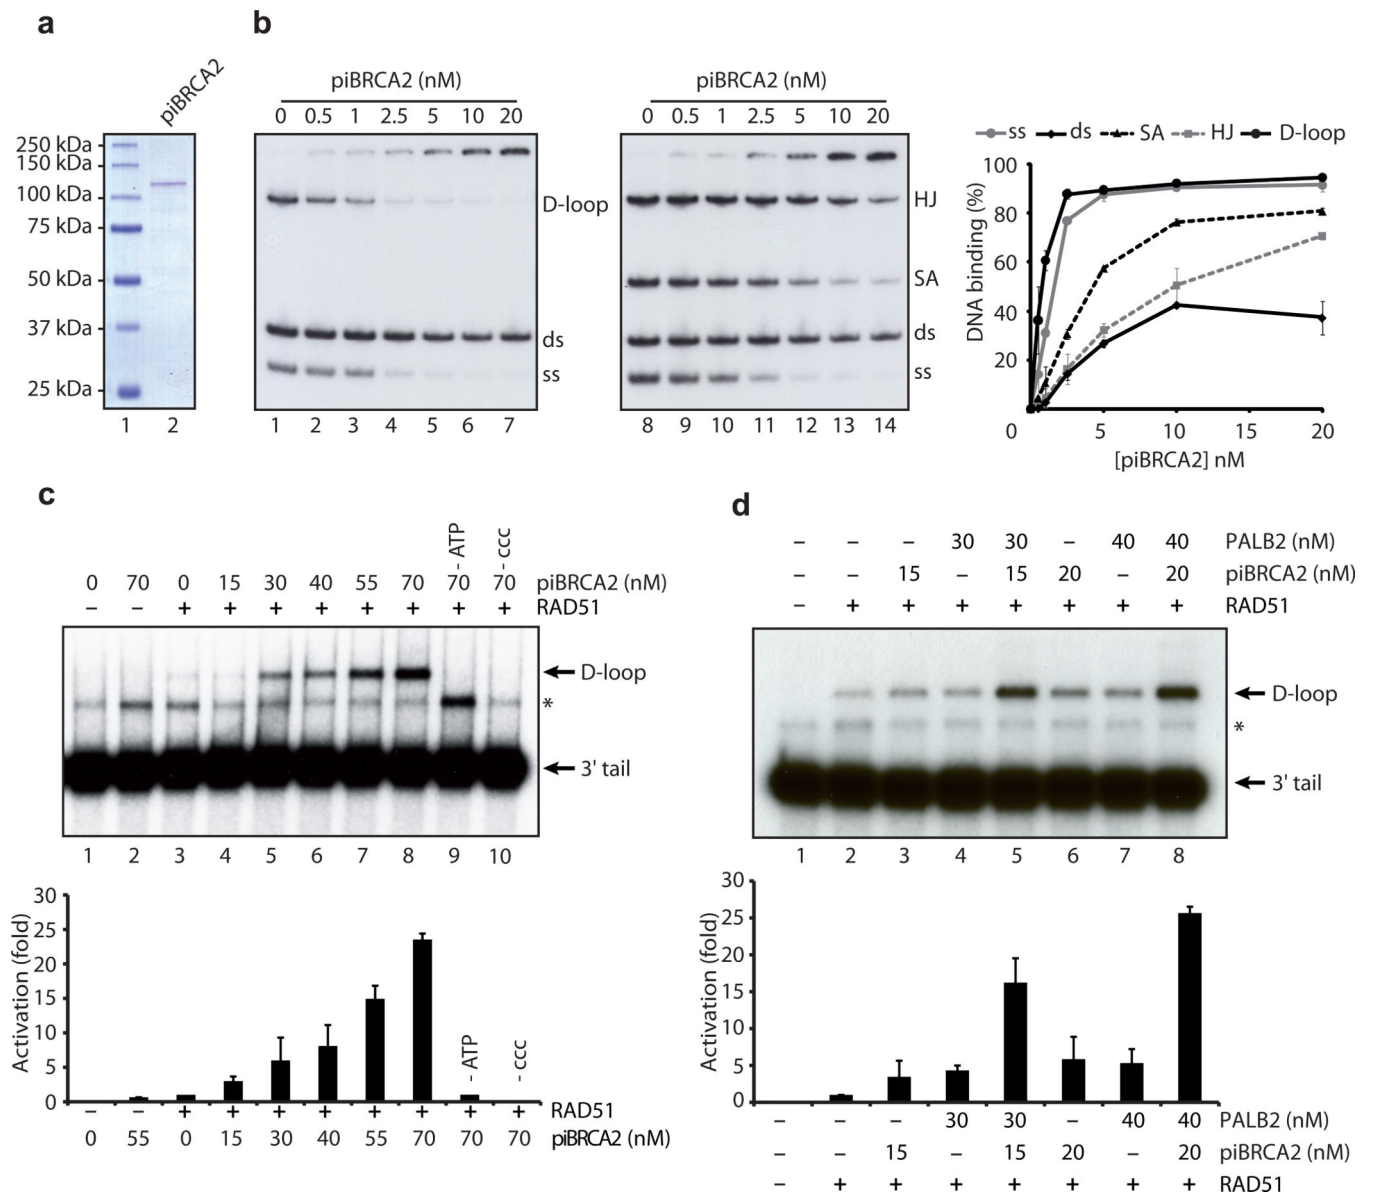 a
piBRCA2
250 kDa
150 kDa
100 kDa
75 kDa
50 kDa
37 kDa
25 kDa
1 2
b
piBRCA2 (nM)
0 0.5 1 2.5 5 10 20
D-loop
ds
ss
1 2 3 4 5 6 7
piBRCA2 (nM)
0 0.5 1 2.5 5 10 20
HJ
SA
ds
ss
8 9 10 11 12 13 14
ss ds SA HJ D-loop
DNA binding (%)
100
80
60
40
20
0 5 10 15 20
[piBRCA2] nM
c
- ATP
- ccc
0 70 0 15 30 40 55 70 70 70 piBRCA2 (nM)
– – + + + + + + + + RAD51
D-loop
*
3' tail
1 2 3 4 5 6 7 8 9 10
Activation (fold)
30
25
20
15
10
5
0
- ATP
- ccc
– – + + + + + + + + RAD51
0 55 0 15 30 40 55 70 70 70 piBRCA2 (nM)
d
– – – 30 30 – 40 40 PALB2 (nM)
– – 15 – 15 20 – 20 piBRCA2 (nM)
– + + + + + + + RAD51
D-loop
*
3' tail
1 2 3 4 5 6 7 8
Activation (fold)
30
25
20
15
10
5
0
– – – 30 30 – 40 40 PALB2 (nM)
– – 15 – 15 20 – 20 piBRCA2 (nM)
– + + + + + + + RAD51